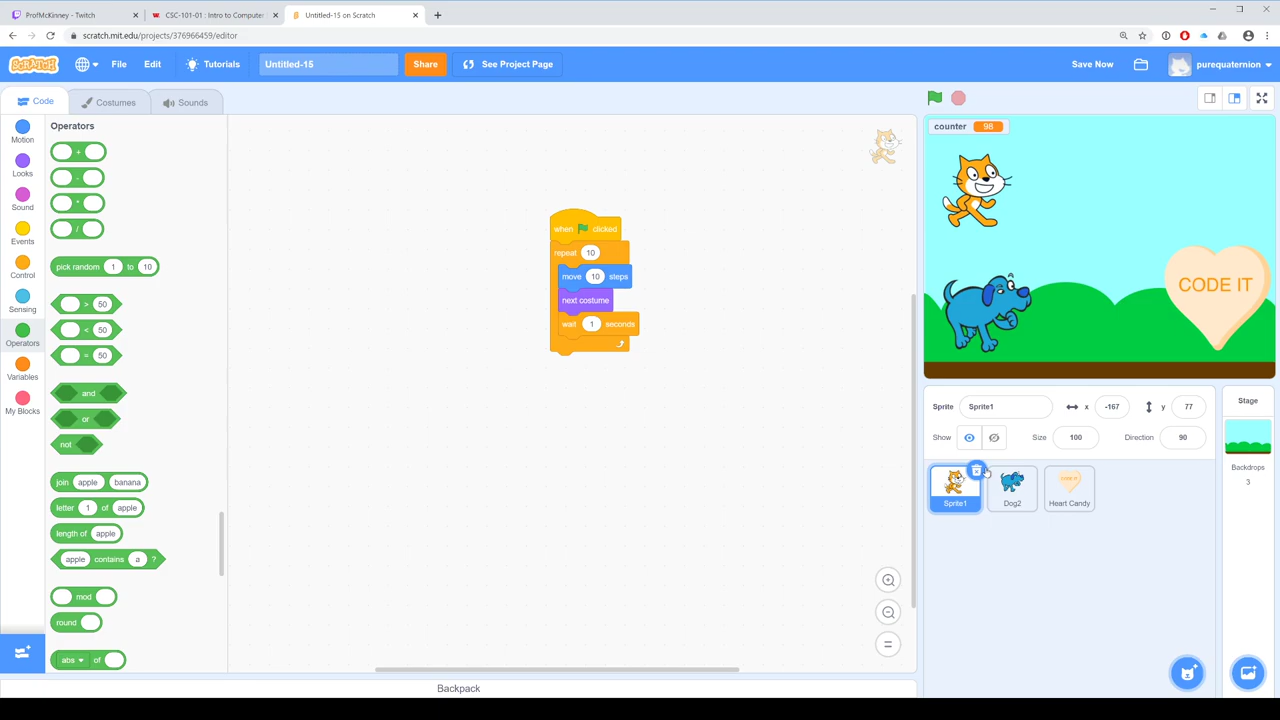 ProfMcKinney - Twitch
CSC-101-01 : Intro to Computer
Untitled-15 on Scratch
scratch.mit.edu/projects/376966459/editor
SCRATCH
File
Edit
Tutorials
Untitled-15
Share
See Project Page
Save Now
purequaternion
Code
Costumes
Sounds
Motion
Looks
Sound
Events
Control
Sensing
Operators
Variables
My Blocks
Operators
+
-
*
/
pick random 1 to 10
> 50
< 50
= 50
and
or
not
join apple banana
letter 1 of apple
length of apple
apple contains a ?
mod
round
abs of
when clicked
repeat 10
move 10 steps
next costume
wait 1 seconds
Backpack
counter 98
CODE IT
Sprite Sprite1 x -167 y 77
Show Size 100 Direction 90
Sprite1
Dog2
CODE IT
Heart Candy
Stage
Backdrops
3